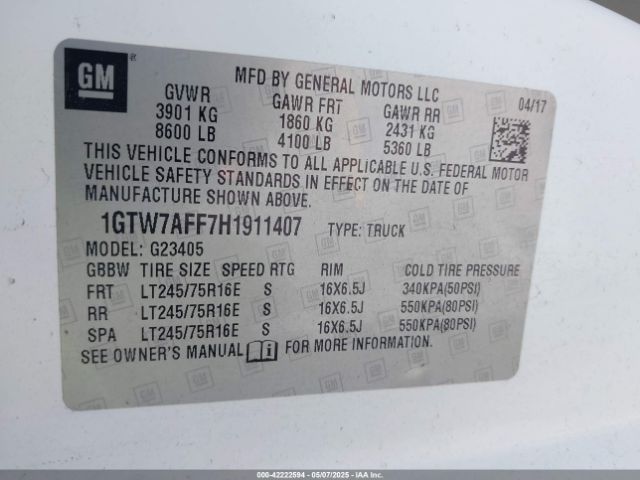 GM ®
MFD BY GENERAL MOTORS LLC
04/17
GVWR GAWR FRT GAWR RR
3901 KG 1860 KG 2431 KG
8600 LB 4100 LB 5360 LB
THIS VEHICLE CONFORMS TO ALL APPLICABLE U.S. FEDERAL MOTOR
VEHICLE SAFETY STANDARDS IN EFFECT ON THE DATE OF
MANUFACTURE SHOWN ABOVE.
1GTW7AFF7H1911407 TYPE: TRUCK
MODEL: G23405
GBBW TIRE SIZE SPEED RTG RIM COLD TIRE PRESSURE
FRT LT245/75R16E S 16X6.5J 340KPA(50PSI)
RR LT245/75R16E S 16X6.5J 550KPA(80PSI)
SPA LT245/75R16E S 16X6.5J 550KPA(80PSI)
SEE OWNER'S MANUAL FOR MORE INFORMATION.
000-42222594 - 05/07/2025 - IAA Inc.